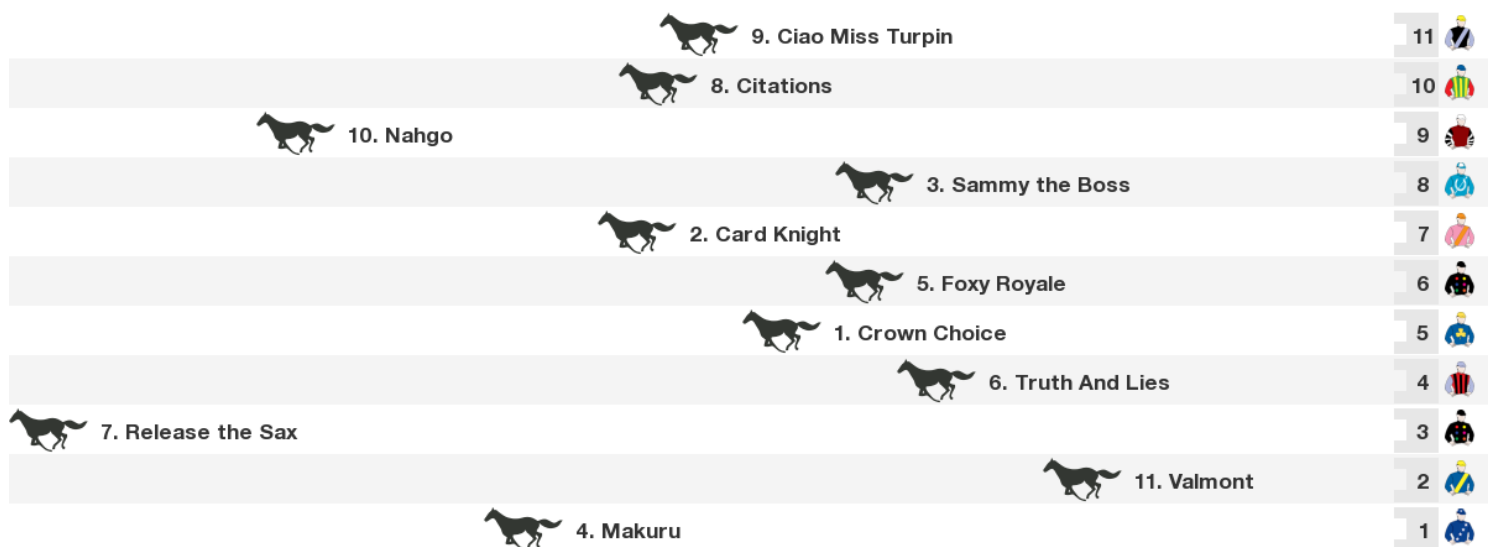 9. Ciao Miss Turpin 11
8. Citations 10
10. Nahgo 9
3. Sammy the Boss 8
2. Card Knight 7
5. Foxy Royale 6
1. Crown Choice 5
6. Truth And Lies 4
7. Release the Sax 3
11. Valmont 2
4. Makuru 1